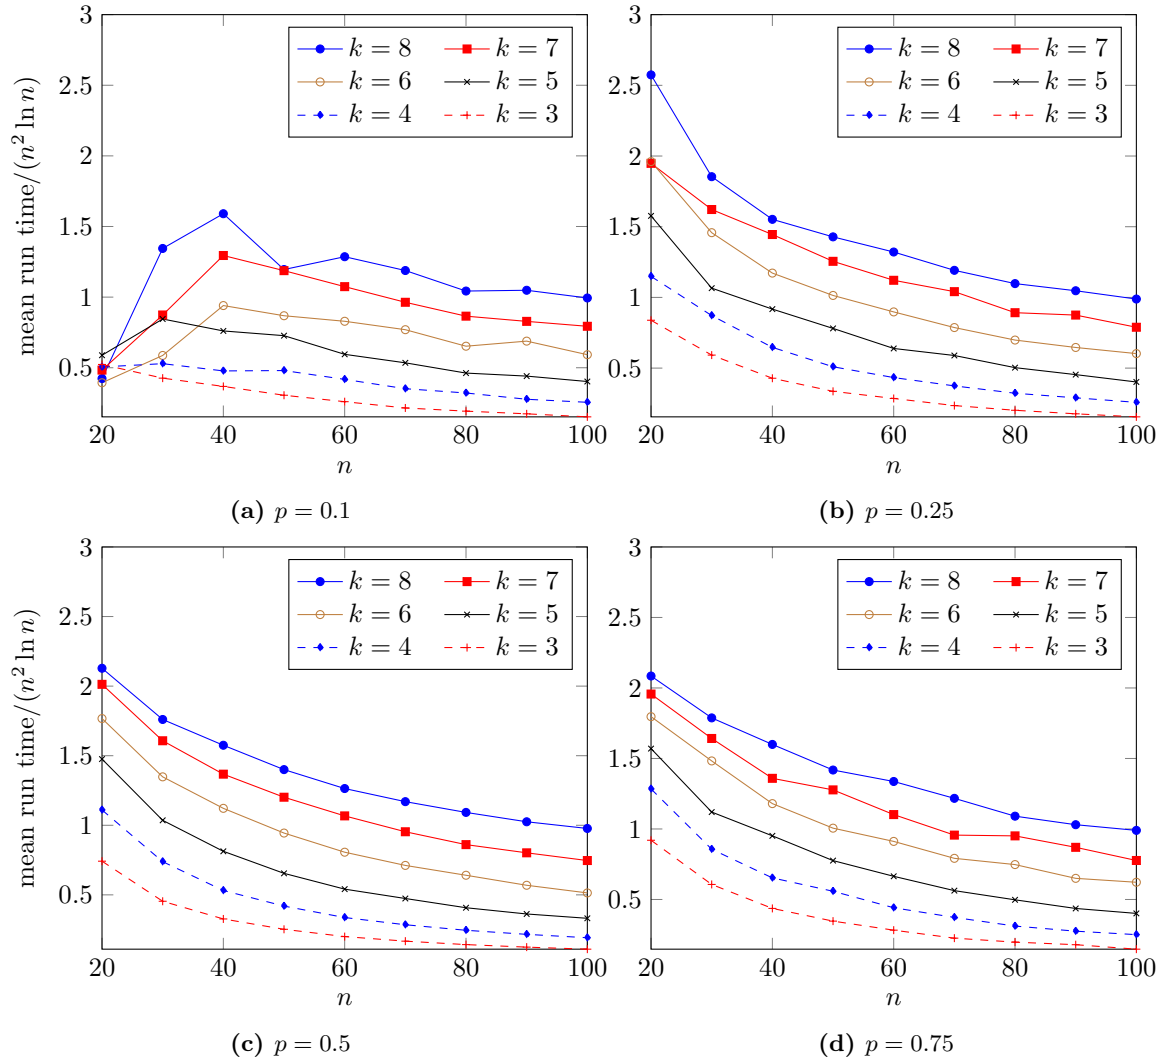 3
2.5
2
1.5
1
0.5
20 40 60 80 100
n
mean run time/(n² ln n)
k = 8 k = 7
k = 6 k = 5
k = 4 k = 3
(a) p = 0.1
3
2.5
2
1.5
1
0.5
20 40 60 80 100
n
k = 8 k = 7
k = 6 k = 5
k = 4 k = 3
(b) p = 0.25
3
2.5
2
1.5
1
0.5
20 40 60 80 100
n
mean run time/(n² ln n)
k = 8 k = 7
k = 6 k = 5
k = 4 k = 3
(c) p = 0.5
3
2.5
2
1.5
1
0.5
20 40 60 80 100
n
k = 8 k = 7
k = 6 k = 5
k = 4 k = 3
(d) p = 0.75